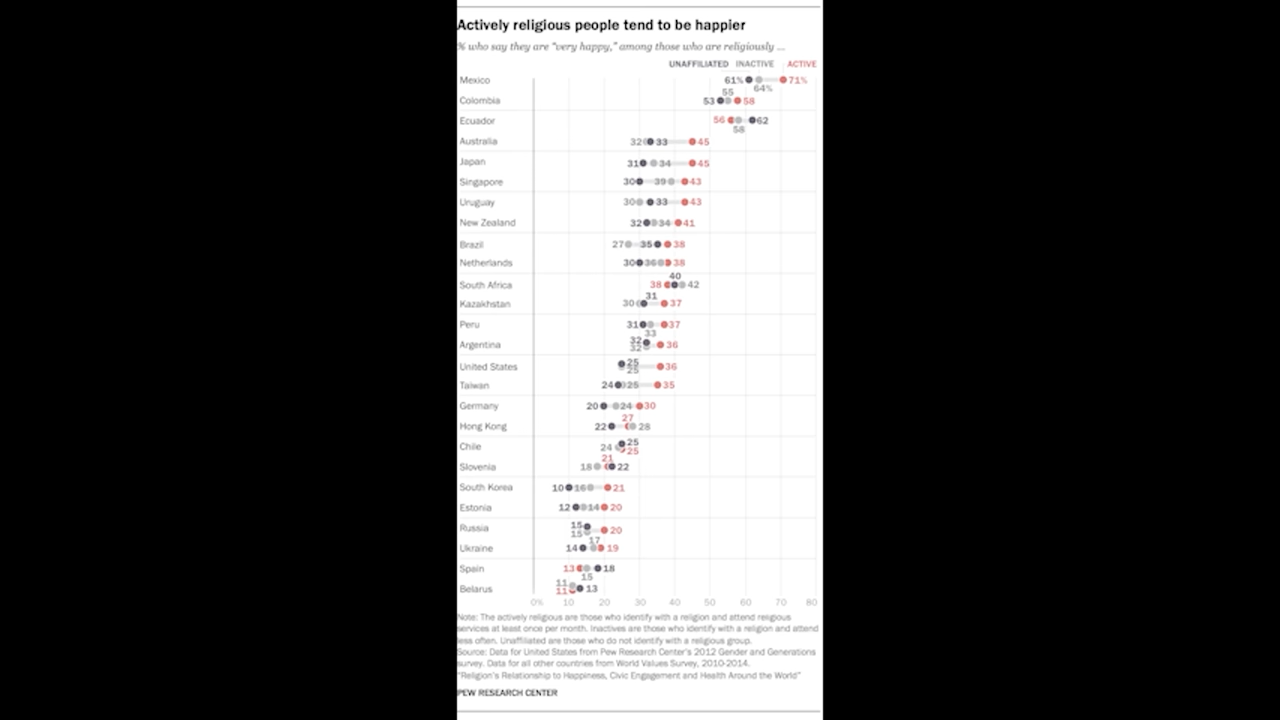 Actively religious people tend to be happier
% who say they are “very happy,” among those who are religiously ...
UNAFFILIATED INACTIVE ACTIVE
Mexico 61% 64% 71%
Colombia 53 55 58
Ecuador 56 58 62
Australia 32 33 45
Japan 31 34 45
Singapore 30 39 43
Uruguay 30 33 43
New Zealand 32 34 41
Brazil 27 35 38
Netherlands 30 36 38
South Africa 38 40 42
Kazakhstan 30 31 37
Peru 31 33 37
Argentina 32 32 36
United States 25 25 36
Taiwan 24 25 35
Germany 20 24 30
Hong Kong 22 27 28
Chile 24 25 25
Slovenia 18 21 22
South Korea 10 16 21
Estonia 12 14 20
Russia 15 15 20
Ukraine 14 17 19
Spain 13 15 18
Belarus 11 11 13
0% 10 20 30 40 50 60 70 80
Note: The actively religious are those who identify with a religion and attend religious
services at least once per month. Inactives are those who identify with a religion and attend
less often. Unaffiliated are those who do not identify with a religious group.
Source: Data for United States from Pew Research Center’s 2012 Gender and Generations
survey. Data for all other countries from World Values Survey, 2010-2014.
“Religion’s Relationship to Happiness, Civic Engagement and Health Around the World”
PEW RESEARCH CENTER